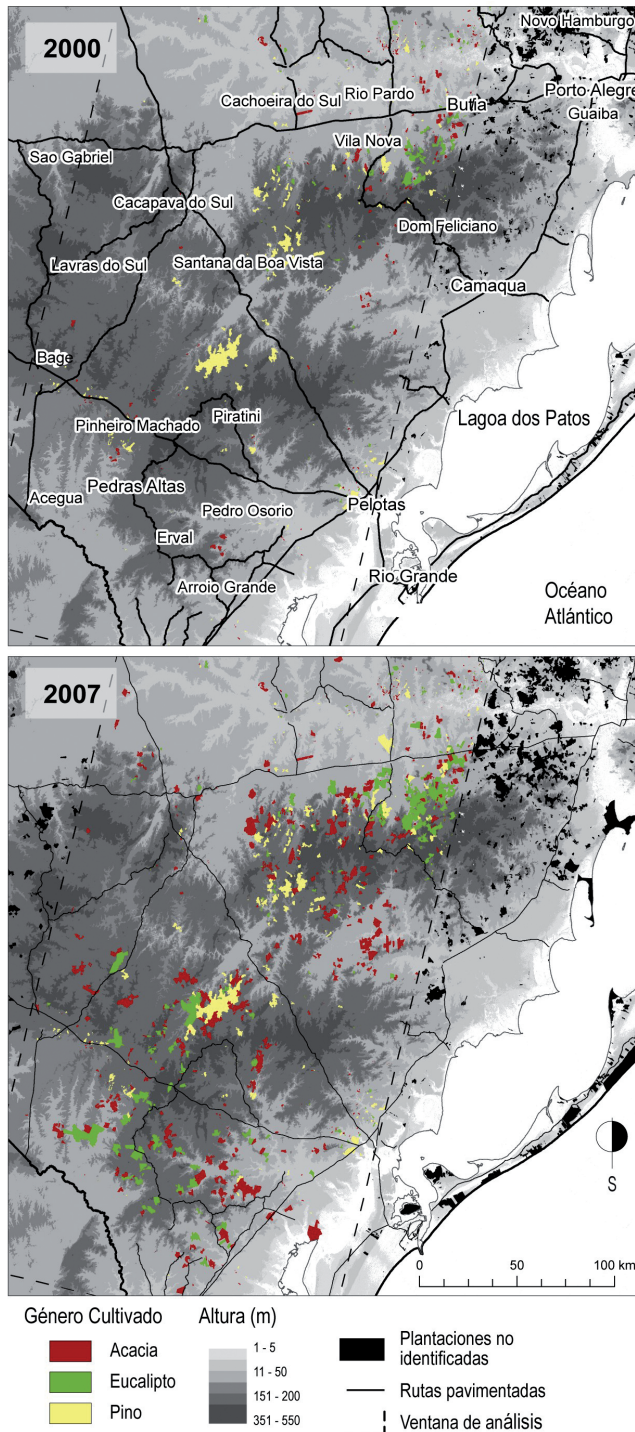 2000
Novo Hamburgo
Cachoeira do Sul
Rio Pardo
Butia
Porto Alegre
Guaiba
Vila Nova
Sao Gabriel
Cacapava do Sul
Dom Feliciano
Lavras do Sul
Santana da Boa Vista
Camaqua
Bage
Lagoa dos Patos
Piratini
Pinheiro Machado
Pedras Altas
Acegua
Pedro Osorio
Pelotas
Erval
Rio Grande
Arroio Grande
Océano
Atlántico
2007
S
0 50 100 km
Género Cultivado
Acacia
Eucalipto
Pino
Altura (m)
1 - 5
11 - 50
151 - 200
351 - 550
Plantaciones no
identificadas
Rutas pavimentadas
Ventana de análisis